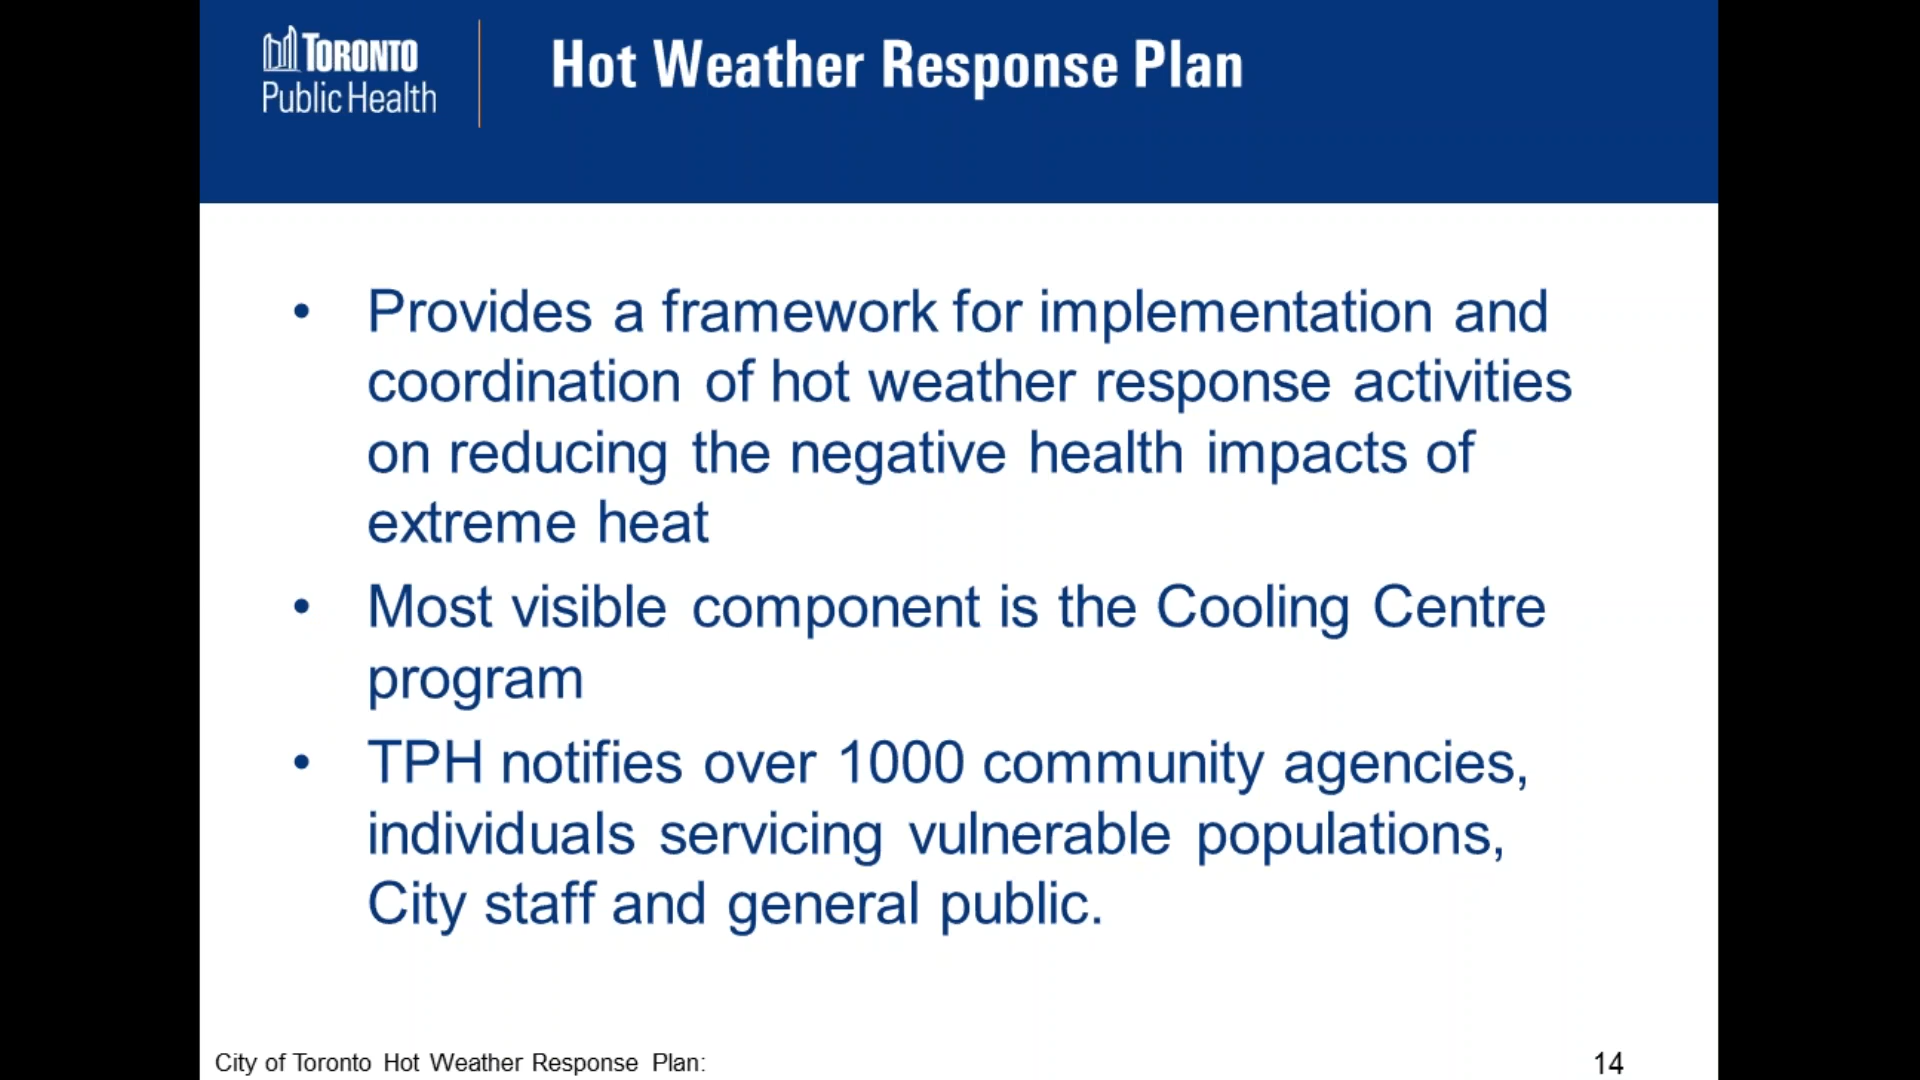 TORONTO
Public Health
Hot Weather Response Plan
• Provides a framework for implementation and
coordination of hot weather response activities
on reducing the negative health impacts of
extreme heat
• Most visible component is the Cooling Centre
program
• TPH notifies over 1000 community agencies,
individuals servicing vulnerable populations,
City staff and general public.
City of Toronto Hot Weather Response Plan:
14